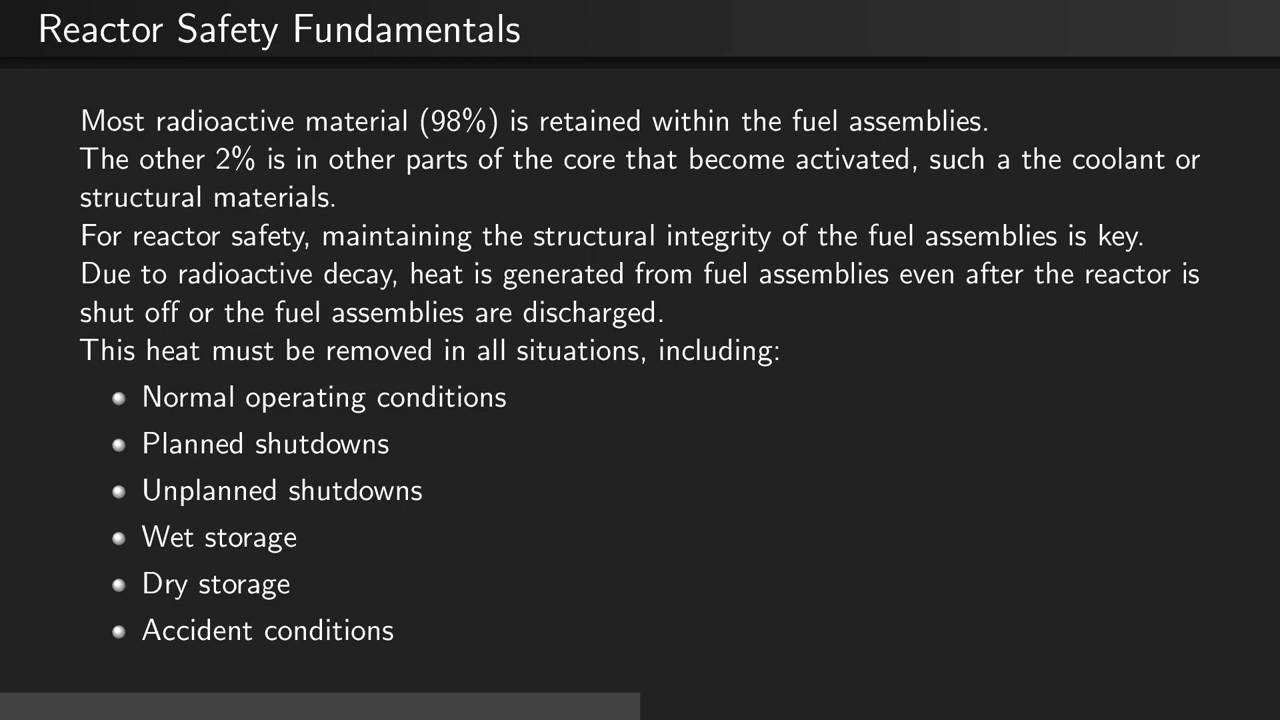 Reactor Safety Fundamentals
Most radioactive material (98%) is retained within the fuel assemblies.
The other 2% is in other parts of the core that become activated, such a the coolant or
structural materials.
For reactor safety, maintaining the structural integrity of the fuel assemblies is key.
Due to radioactive decay, heat is generated from fuel assemblies even after the reactor is
shut off or the fuel assemblies are discharged.
This heat must be removed in all situations, including:
Normal operating conditions
Planned shutdowns
Unplanned shutdowns
Wet storage
Dry storage
Accident conditions